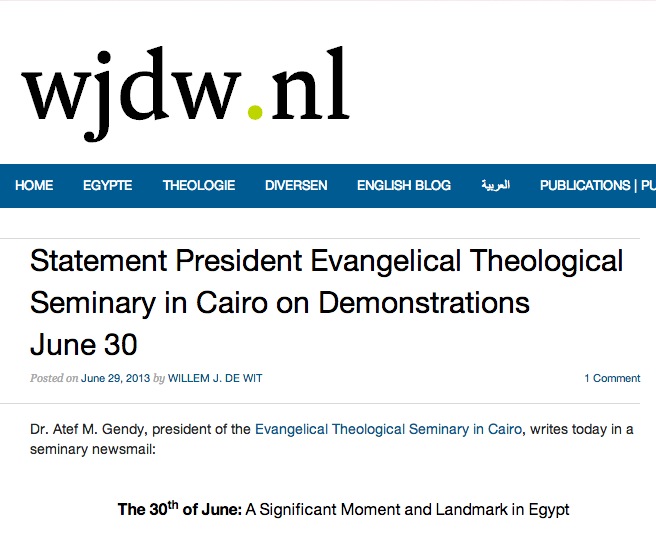 wjdw.nl
HOME EGYPTE THEOLOGIE DIVERSEN ENGLISH BLOG العربية PUBLICATIONS | PU
Statement President Evangelical Theological
Seminary in Cairo on Demonstrations
June 30
Posted on June 29, 2013 by WILLEM J. DE WIT 1 Comment
Dr. Atef M. Gendy, president of the Evangelical Theological Seminary in Cairo, writes today in a
seminary newsmail:
The 30th of June: A Significant Moment and Landmark in Egypt